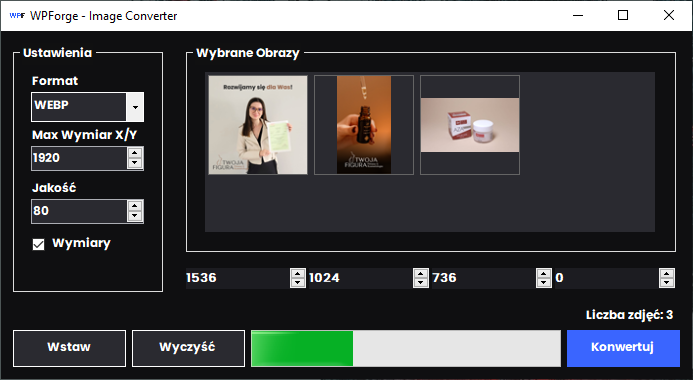 WPIF WPForge - Image Converter
Ustawienia
Format
WEBP
Max Wymiar X/Y
1920
Jakość
80
Wymiary
Wybrane Obrazy
Rozwijamy się dla Was!
TWOJA
FIGURA
TWOJA
FIGURA
1536
1024
736
0
Liczba zdjęć: 3
Wstaw
Wyczyść
Konwertuj